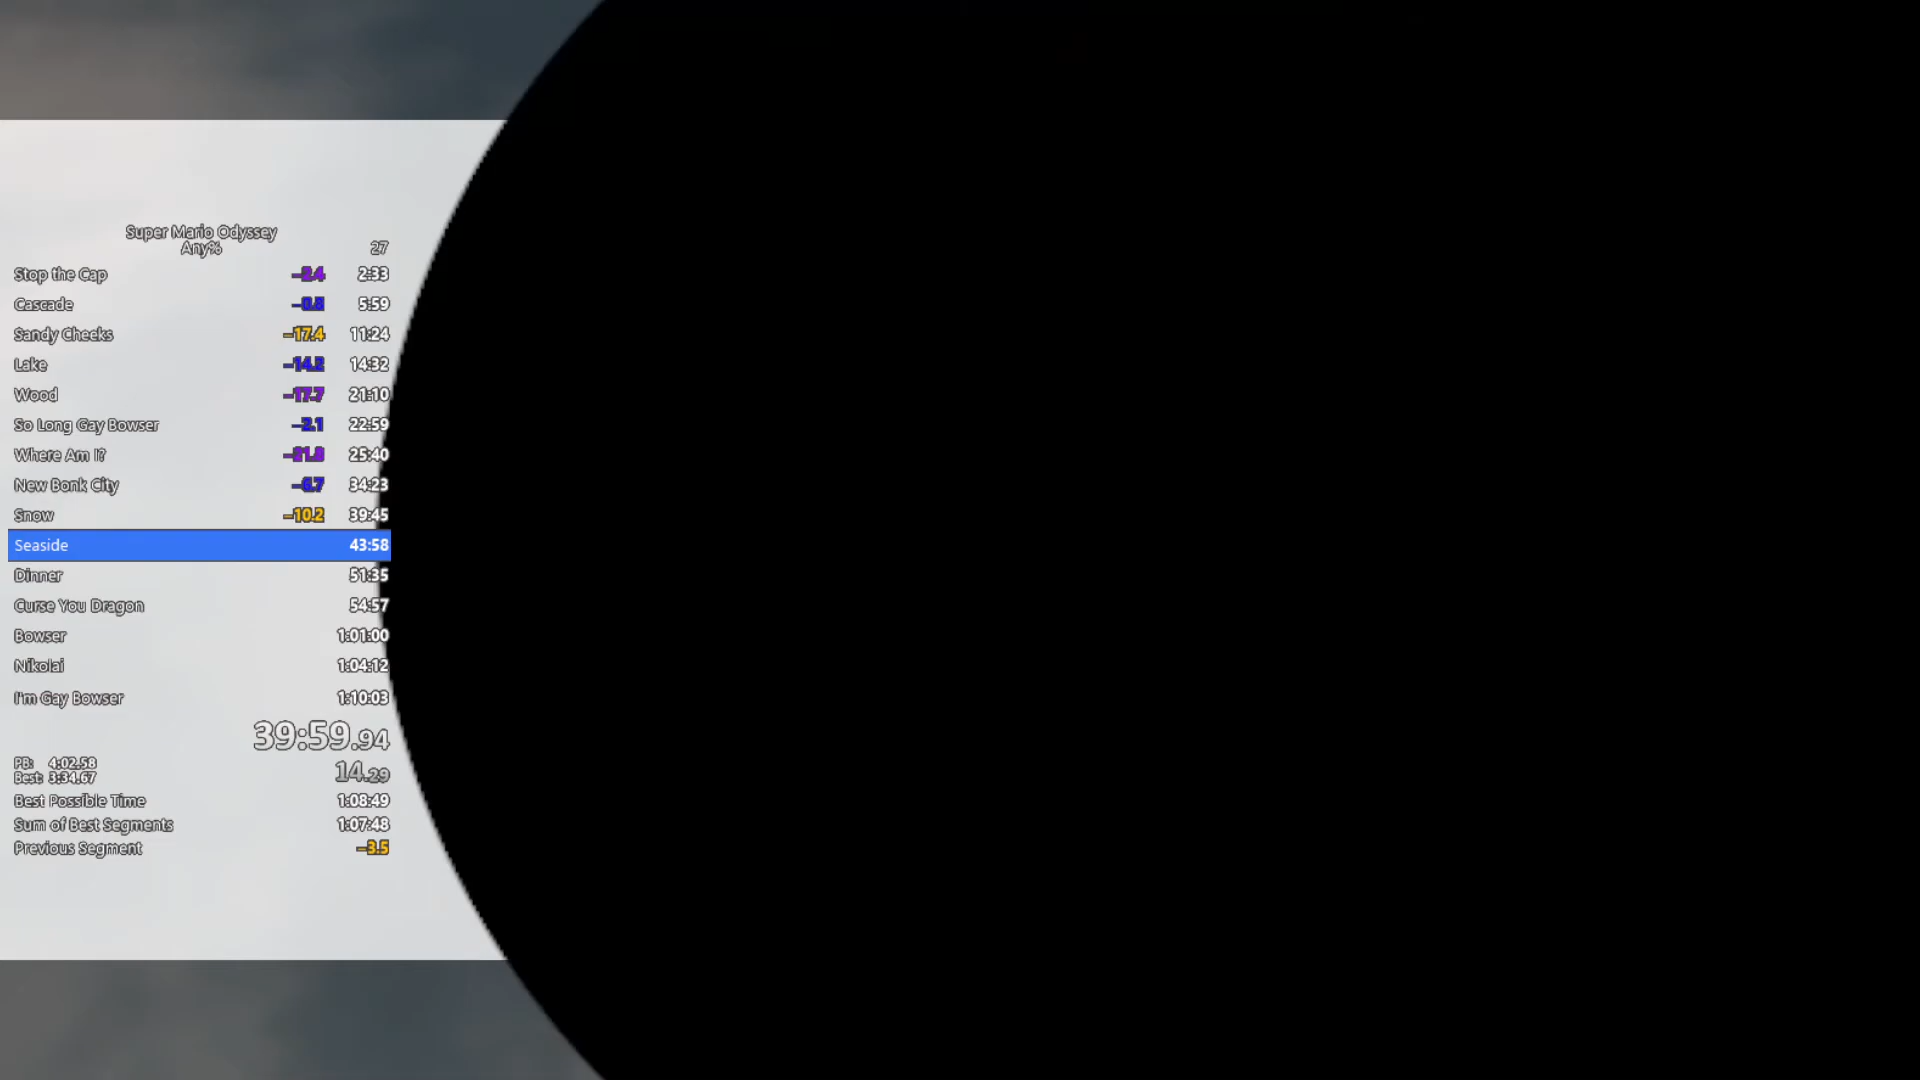 Super Mario Odyssey
Any% 27
Stop the Cap −2.4 2:33
Cascade −0.8 5:59
Sandy Cheeks −17.4 11:24
Lake −14.2 14:32
Wood −17.7 21:10
So Long Gay Bowser −2.1 22:59
Where Am I? −21.8 25:40
New Bonk City −6.7 34:23
Snow −10.2 39:45
Seaside 43:58
Dinner 51:35
Curse You Dragon 54:57
Bowser 1:01:00
Nikolai 1:04:12
I'm Gay Bowser 1:10:03
39:59.94
PB: 4:02.58
Best: 3:34.67 14.29
Best Possible Time 1:08:49
Sum of Best Segments 1:07:48
Previous Segment −3.5